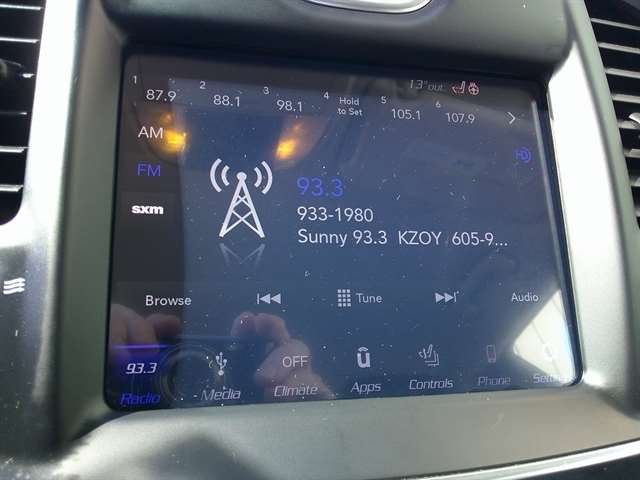 13° out.
1 2 3 4 5 6
87.9 88.1 98.1 Hold to Set 105.1 107.9
AM
FM
sxm
HD
93.3
933-1980
Sunny 93.3 KZOY 605-9...
Browse Tune Audio
93.3 OFF
Radio Media Climate Apps Controls Phone